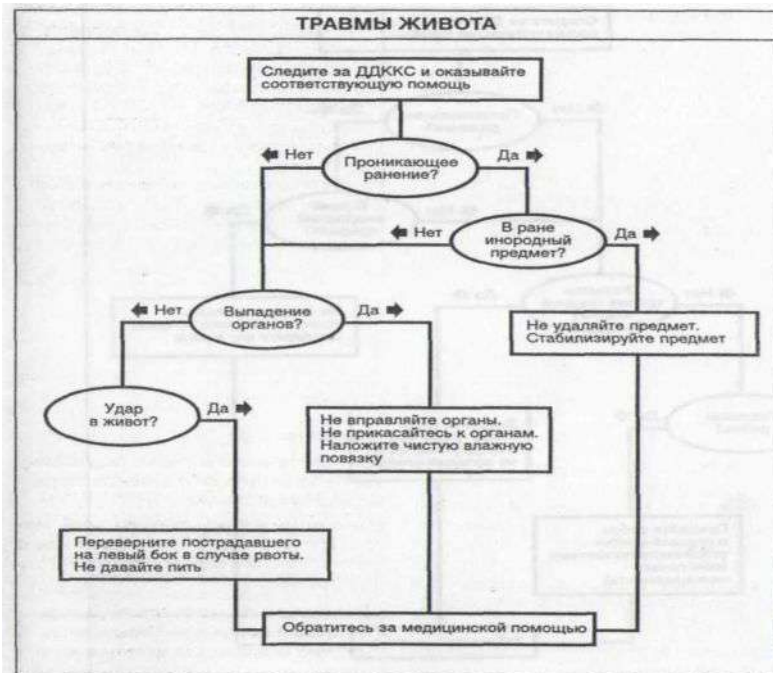 ТРАВМЫ ЖИВОТА
Следите за ДДККС и оказывайте
соответствующую помощь
Нет
Проникающее
ранение?
Да
Нет
В ране
инородный
предмет?
Да
Нет
Выпадение
органов?
Да
Не удаляйте предмет.
Стабилизируйте предмет
Удар
в живот?
Да
Не вправляйте органы.
Не прикасайтесь к органам.
Наложите чистую влажную
повязку
Переверните пострадавшего
на левый бок в случае рвоты.
Не давайте пить
Обратитесь за медицинской помощью